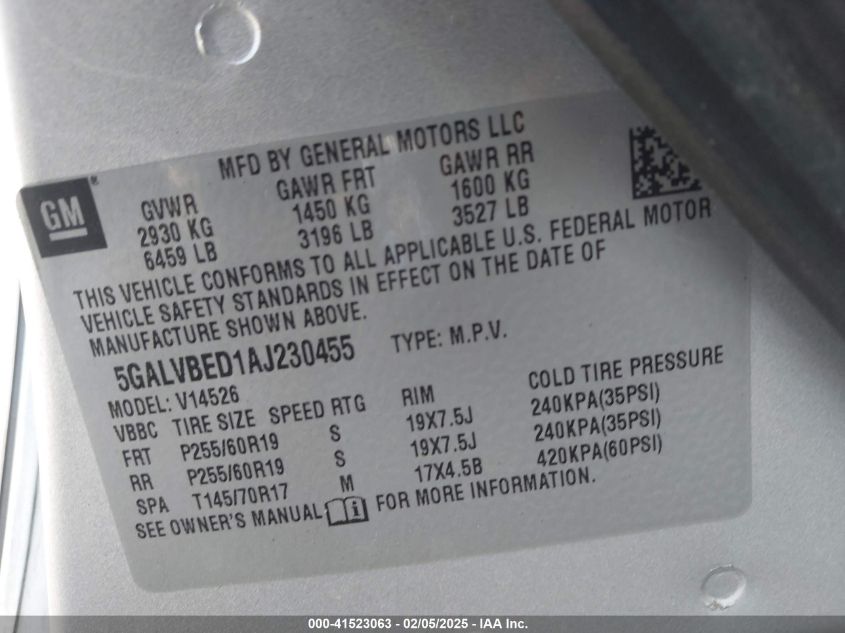 MFD BY GENERAL MOTORS LLC
GM®
GVWR GAWR FRT GAWR RR
2930 KG 1450 KG 1600 KG
6459 LB 3196 LB 3527 LB
THIS VEHICLE CONFORMS TO ALL APPLICABLE U.S. FEDERAL MOTOR
VEHICLE SAFETY STANDARDS IN EFFECT ON THE DATE OF
MANUFACTURE SHOWN ABOVE.
5GALVBED1AJ230455 TYPE: M.P.V.
MODEL: V14526
VBBC TIRE SIZE SPEED RTG RIM COLD TIRE PRESSURE
FRT P255/60R19 S 19X7.5J 240KPA(35PSI)
RR P255/60R19 S 19X7.5J 240KPA(35PSI)
SPA T145/70R17 M 17X4.5B 420KPA(60PSI)
SEE OWNER'S MANUAL FOR MORE INFORMATION.
000-41523063 - 02/05/2025 - IAA Inc.